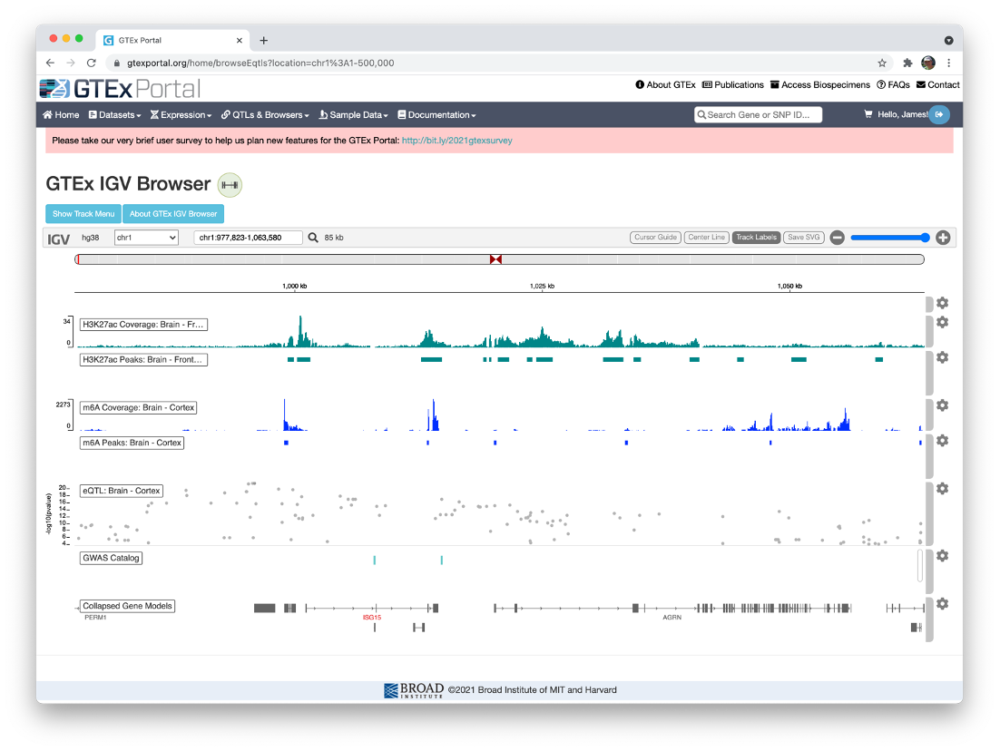 GTEx Portal
gtexportal.org/home/browseEqtls?location=chr1%3A1-500,000
GTEx Portal
About GTEx Publications Access Biospecimens FAQs Contact
Home Datasets Expression QTLs & Browsers Sample Data Documentation Search Gene or SNP ID... Hello, James!
Please take our very brief user survey to help us plan new features for the GTEx Portal: http://bit.ly/2021gtexsurvey
GTEx IGV Browser
Show Track Menu About GTEx IGV Browser
IGV hg38 chr1 chr1:977,823-1,063,580 85 kb Cursor Guide Center Line Track Labels Save SVG
1,000 kb 1,025 kb 1,050 kb
34
H3K27ac Coverage: Brain - Fr...
0
H3K27ac Peaks: Brain - Front...
2273
m6A Coverage: Brain - Cortex
0
m6A Peaks: Brain - Cortex
-log10(pvalue)
20
eQTL: Brain - Cortex
18
16
14
12
10
8
6
4
GWAS Catalog
Collapsed Gene Models
PERM1 ISG15 AGRN
BROAD INSTITUTE ©2021 Broad Institute of MIT and Harvard